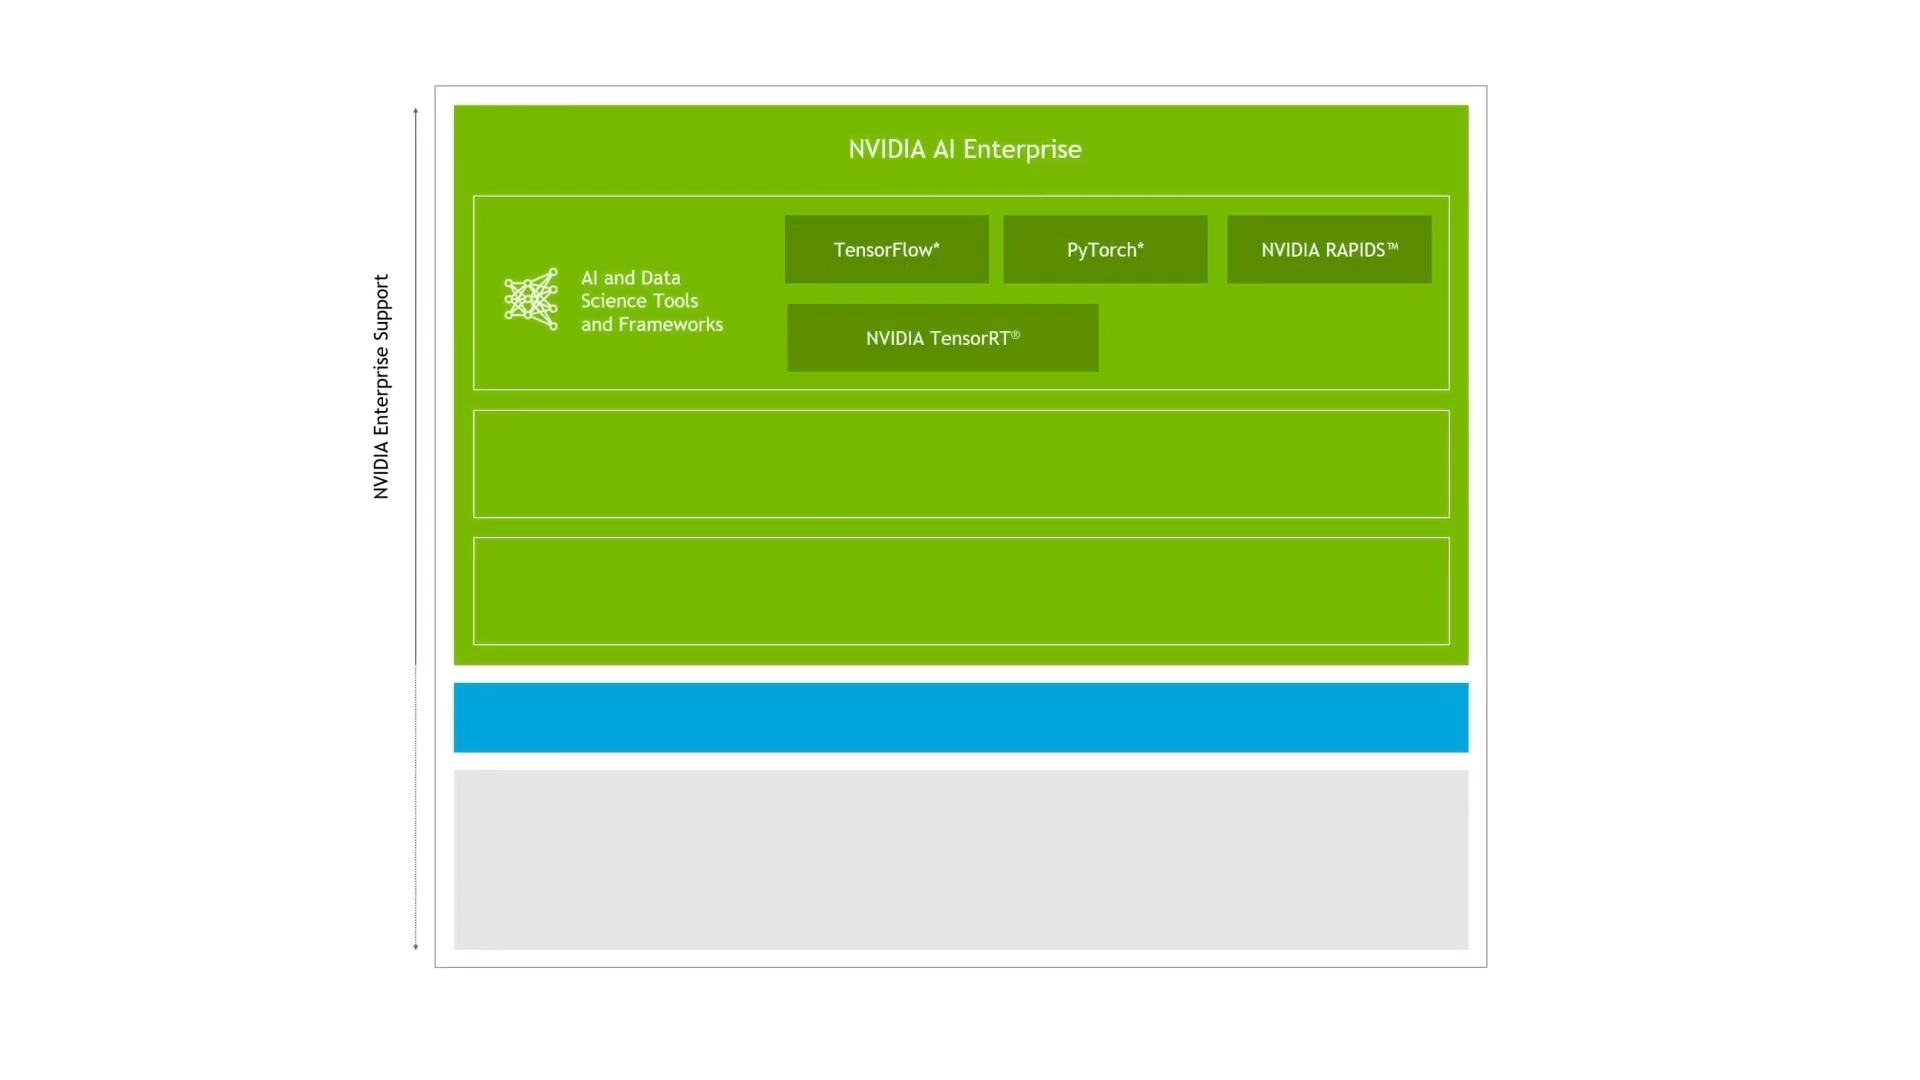 NVIDIA AI Enterprise
NVIDIA Enterprise Support
AI and Data
Science Tools
and Frameworks
TensorFlow*
PyTorch*
NVIDIA RAPIDS™
NVIDIA TensorRT®